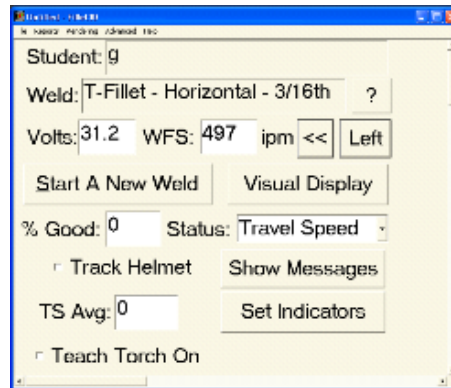 Student: g
Weld: T-Fillet - Horizontal - 3/16th ?
Volts: 31.2 WFS: 497 ipm << Left
Start A New Weld Visual Display
% Good: 0 Status: Travel Speed
Track Helmet Show Messages
TS Avg: 0 Set Indicators
Teach Torch On